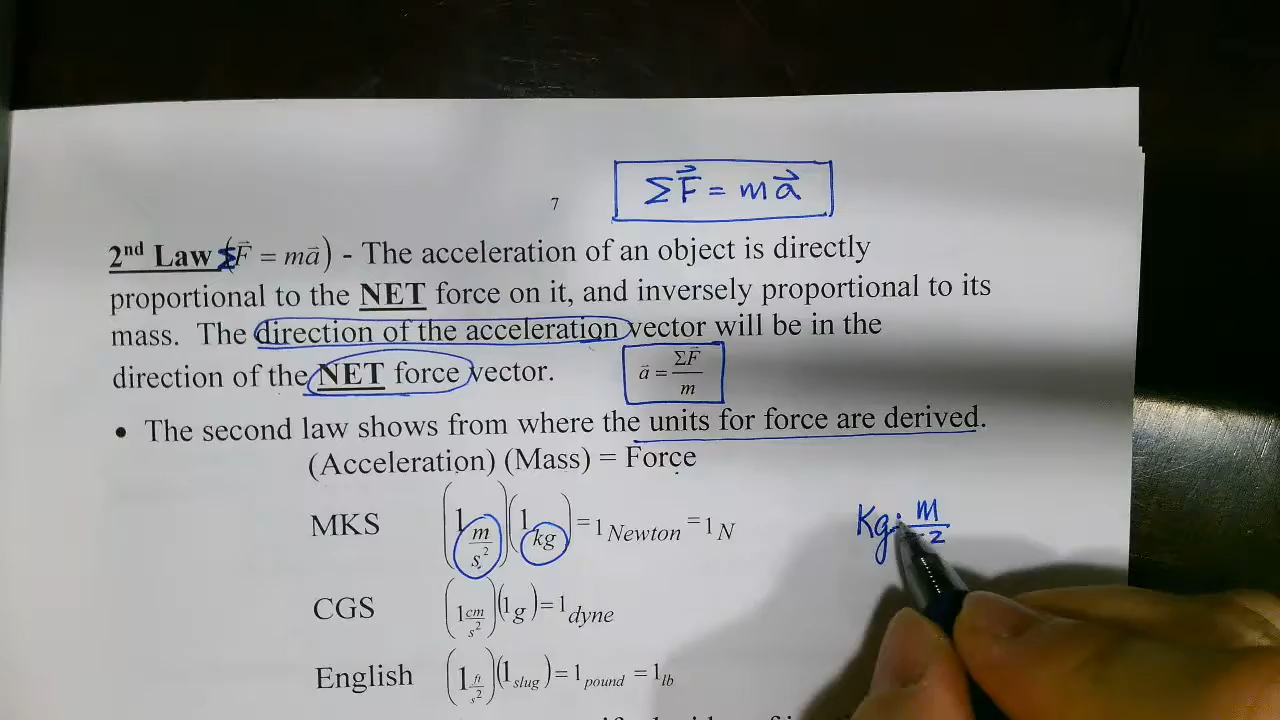 ΣF⃗ = ma⃗
7
2nd Law (ΣF⃗ = ma⃗) - The acceleration of an object is directly
proportional to the NET force on it, and inversely proportional to its
mass. The direction of the acceleration vector will be in the
direction of the NET force vector. a⃗ = ΣF⃗/m
• The second law shows from where the units for force are derived.
(Acceleration) (Mass) = Force
MKS (1 m/s²)(1 kg) = 1 Newton = 1 N Kg· m/ 2
CGS (1 cm/s²)(1 g) = 1 dyne
English (1 ft/s²)(1 slug) = 1 pound = 1 lb